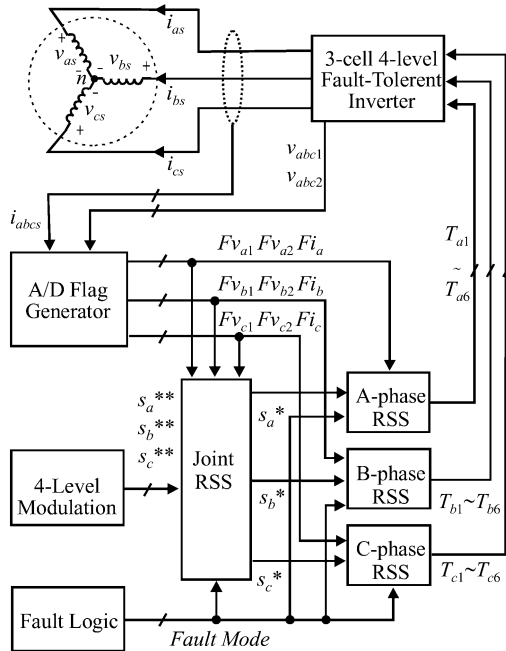 i_as
3-cell 4-level
Fault-Tolerent
Inverter
+
v_as
-
n
-
v_bs
+
i_bs
-
v_cs
+
i_cs
v_abc1
v_abc2
i_abcs
T_a1
~
T_a6
A/D Flag
Generator
Fv_a1 Fv_a2 Fi_a
Fv_b1 Fv_b2 Fi_b
Fv_c1 Fv_c2 Fi_c
s_a**
s_b**
s_c**
Joint
RSS
s_a*
A-phase
RSS
4-Level
Modulation
s_b*
B-phase
RSS
T_b1~T_b6
s_c*
C-phase
RSS
T_c1~T_c6
Fault Logic
Fault Mode